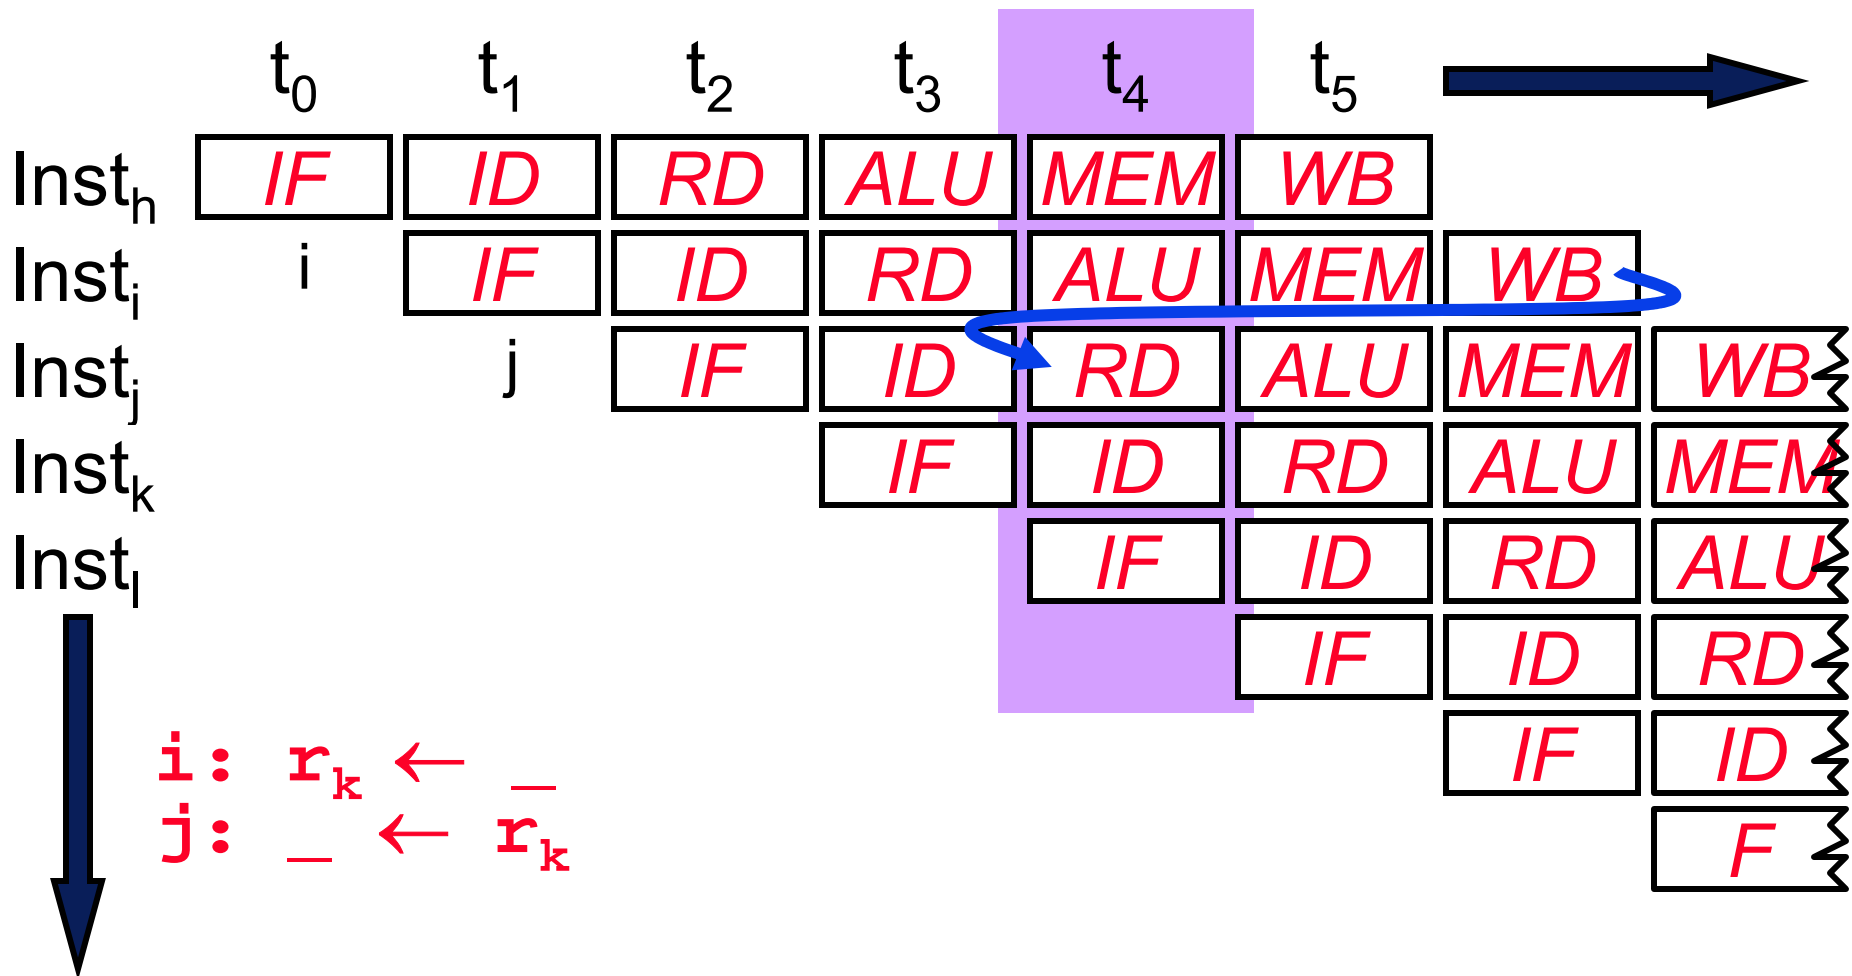 t0 t1 t2 t3 t4 t5
Insth IF ID RD ALU MEM WB
Insti i IF ID RD ALU MEM WB
Instj j IF ID RD ALU MEM WB
Instk IF ID RD ALU MEM
Instl IF ID RD ALU
IF ID RD
i: rk ← _ IF ID
j: _ ← rk F